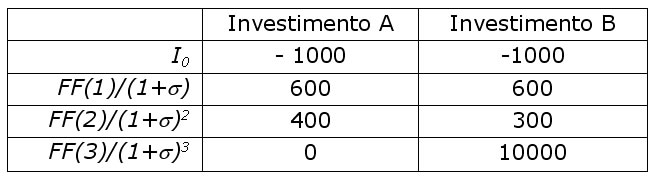 Investimento A Investimento B
I0 - 1000 -1000
FF(1)/(1+σ) 600 600
FF(2)/(1+σ)2 400 300
FF(3)/(1+σ)3 0 10000